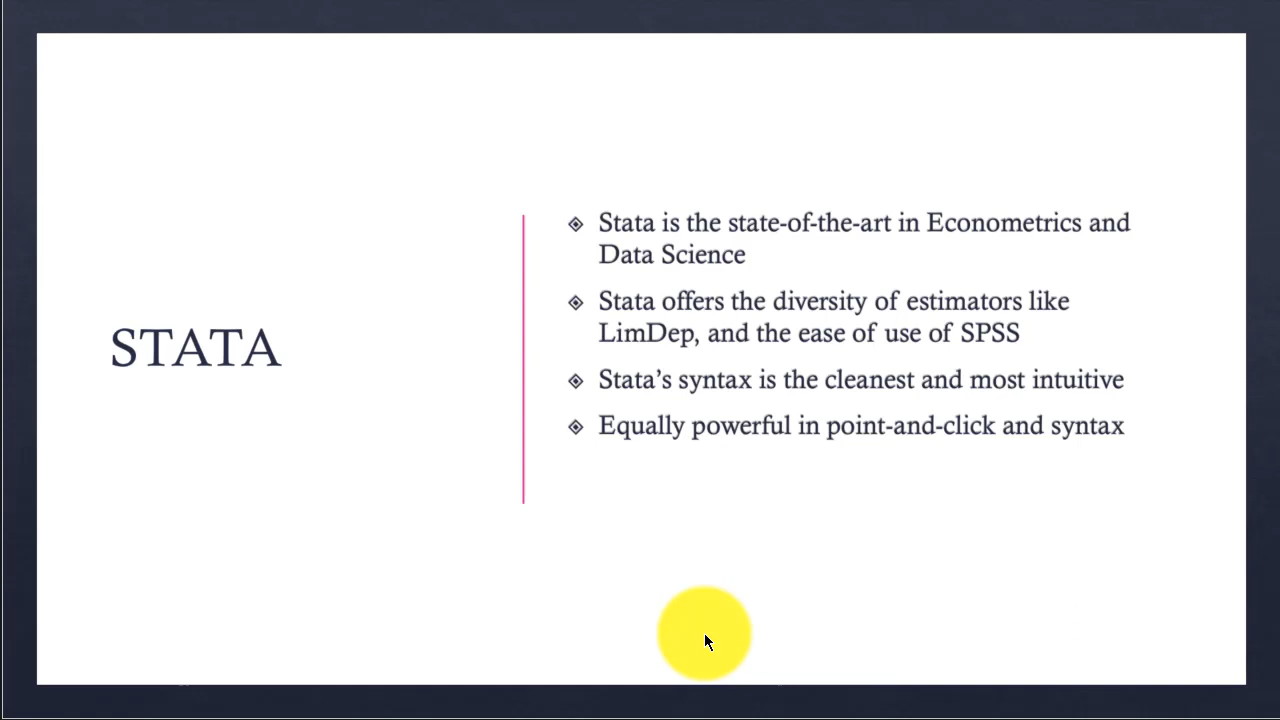 STATA
Stata is the state-of-the-art in Econometrics and
Data Science
Stata offers the diversity of estimators like
LimDep, and the ease of use of SPSS
Stata’s syntax is the cleanest and most intuitive
Equally powerful in point-and-click and syntax